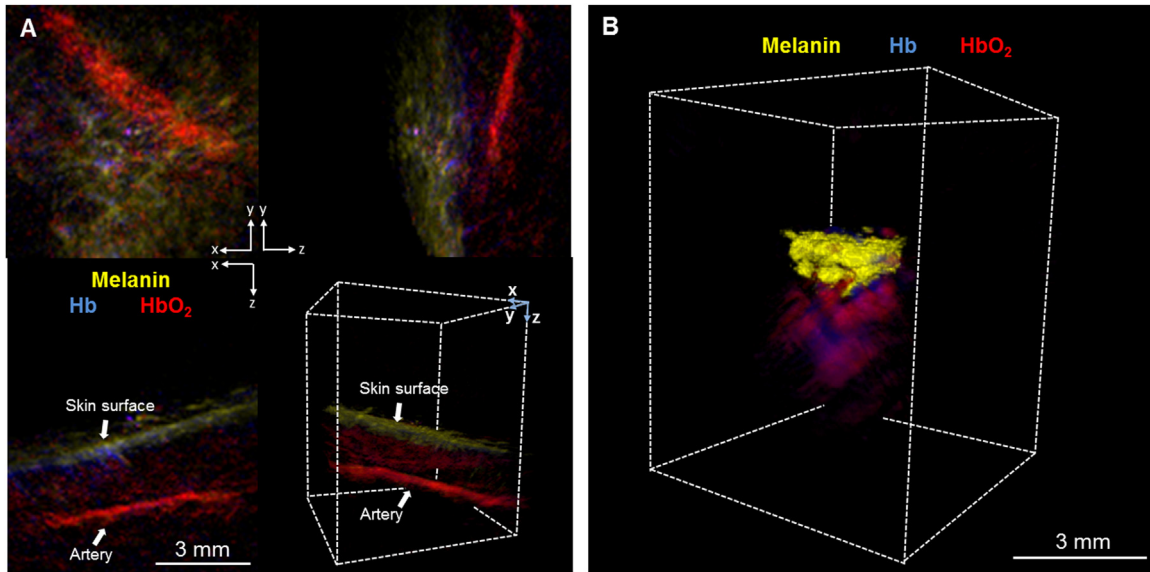 A
y y
x z
x
z
Melanin
Hb HbO₂
Skin surface
Artery
3 mm
x
y z
Skin surface
Artery
B
Melanin Hb HbO₂
3 mm